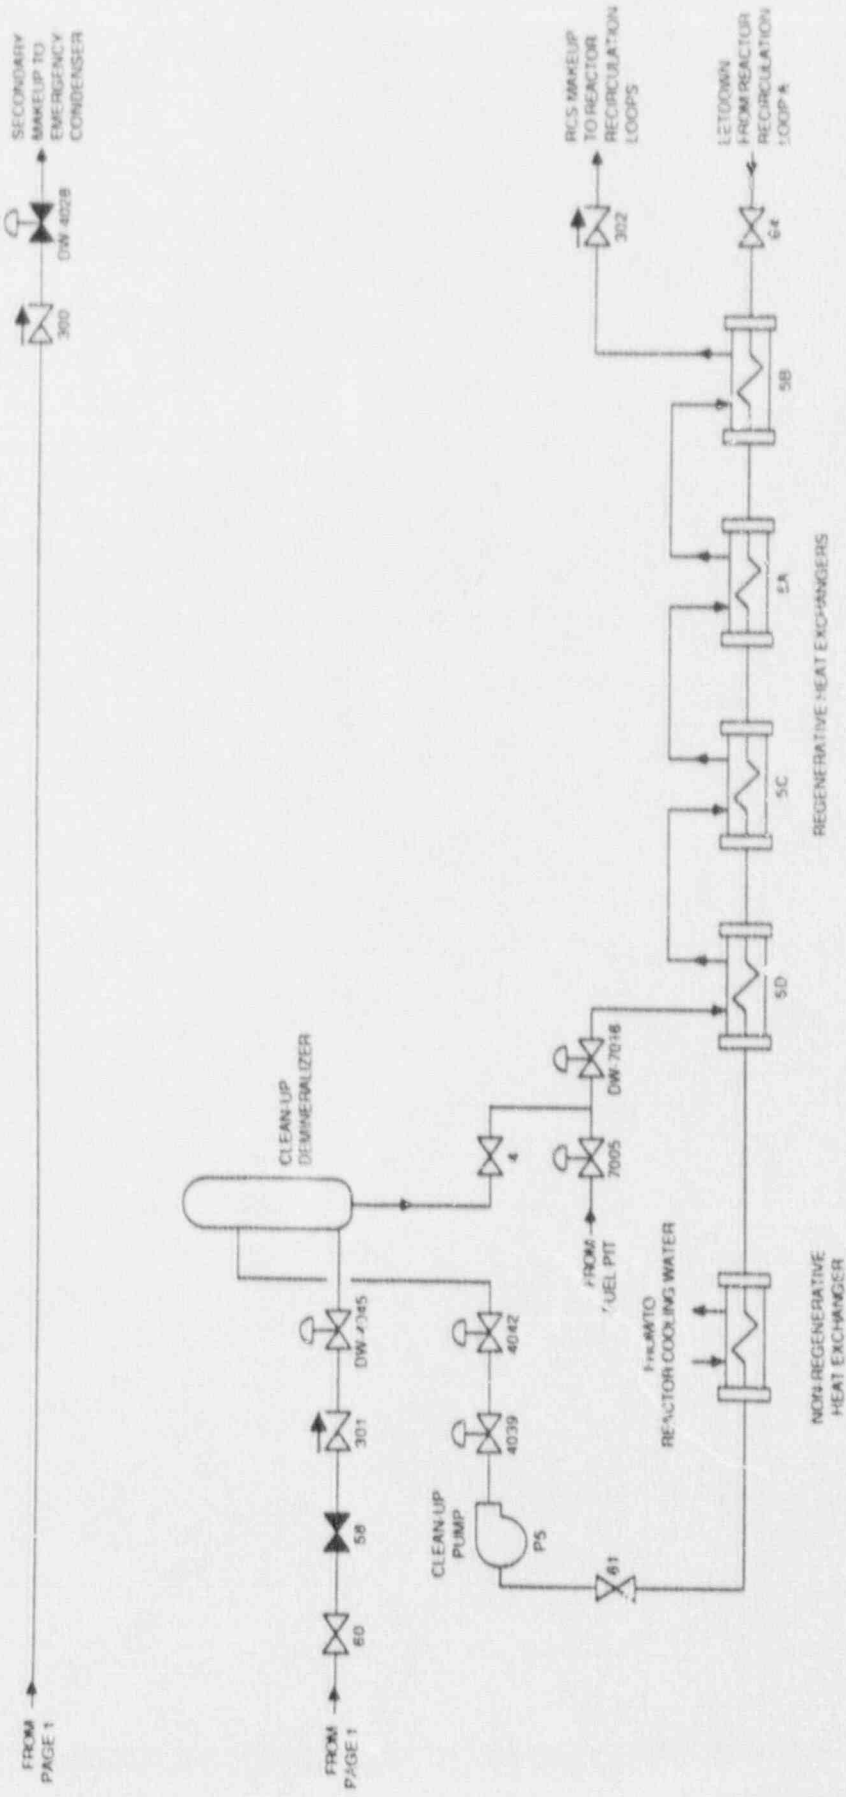 SECONDARY
MAKEUP TO
EMERGENCY
CONDENSER
DW-4028
300
FROM
PAGE 1
CLEAN-UP
DEMINERALIZER
FROM
PAGE 1
60
58
301
DW-4045
CLEAN-UP
PUMP
P5
4039
4042
4
61
FROM
FUEL PIT
7005
DW-7016
RCS MAKEUP
TO REACTOR
RECIRCULATION
LOOPS
302
LETDOWN
FROM REACTOR
RECIRCULATION
LOOP A
64
REACTOR COOLING WATER
NON-REGENERATIVE
HEAT EXCHANGER
5D
5C
5A
5B
REGENERATIVE HEAT EXCHANGERS